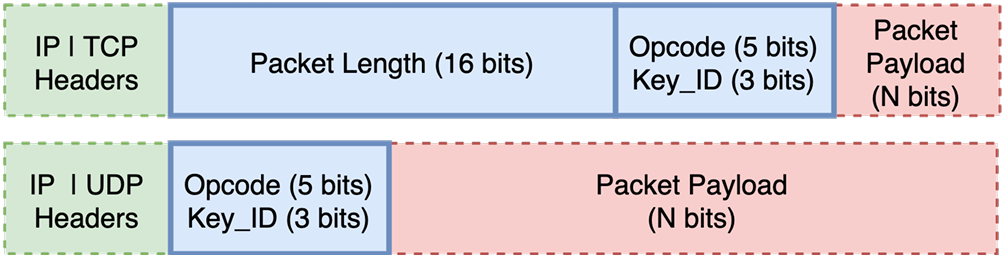 IP | TCP
Headers
Packet Length (16 bits)
Opcode (5 bits)
Key_ID (3 bits)
Packet
Payload
(N bits)
IP | UDP
Headers
Opcode (5 bits)
Key_ID (3 bits)
Packet Payload
(N bits)